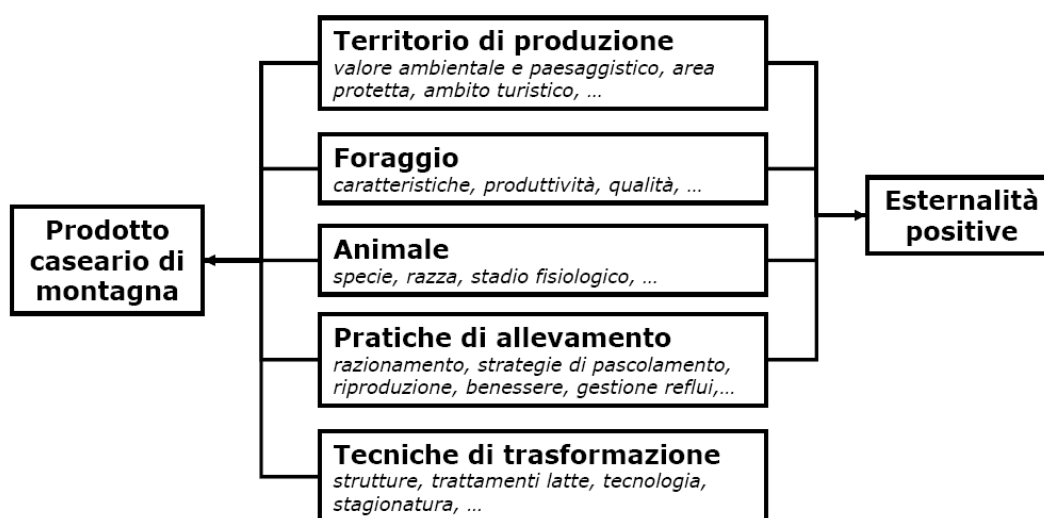 Territorio di produzione
valore ambientale e paesaggistico, area
protetta, ambito turistico, ...
Foraggio
caratteristiche, produttività, qualità, ...
Prodotto
caseario di
montagna
Animale
specie, razza, stadio fisiologico, ...
Esternalità
positive
Pratiche di allevamento
razionamento, strategie di pascolamento,
riproduzione, benessere, gestione reflui,...
Tecniche di trasformazione
strutture, trattamenti latte, tecnologia,
stagionatura, ...